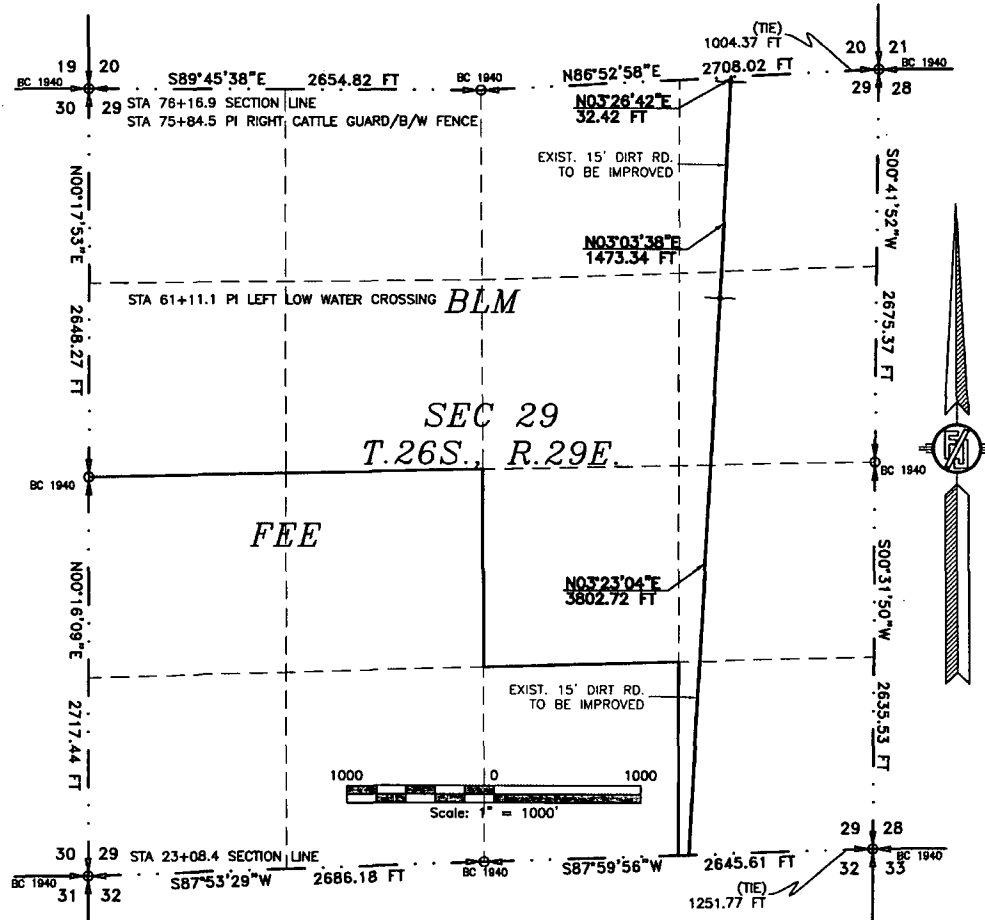 (TIE)
1004.37 FT
19 20
20 21
BC 1940
S89°45'38"E 2654.82 FT
BC 1940
N86°52'58"E 2708.02 FT
BC 1940
30 29
29 28
STA 76+16.9 SECTION LINE
STA 75+84.5 PI RIGHT CATTLE GUARD/B/W FENCE
N03°26'42"E
32.42 FT
EXIST. 15' DIRT RD.
TO BE IMPROVED
N00°17'53"E 2648.27 FT
S00°41'52"W 2675.37 FT
N03°03'38"E
1473.34 FT
STA 61+11.1 PI LEFT LOW WATER CROSSING
BLM
SEC 29
T.26S., R.29E.
BC 1940
BC 1940
FEE
N00°16'09"E 2717.44 FT
S00°31'50"W 2635.53 FT
N03°23'04"E
3802.72 FT
EXIST. 15' DIRT RD.
TO BE IMPROVED
1000 0 1000
Scale: 1" = 1000'
30 29
29 28
STA 23+08.4 SECTION LINE
BC 1940
S87°53'29"W 2686.18 FT
BC 1940
S87°59'56"W 2645.61 FT
BC 1940
31 32
32 33
(TIE)
1251.77 FT